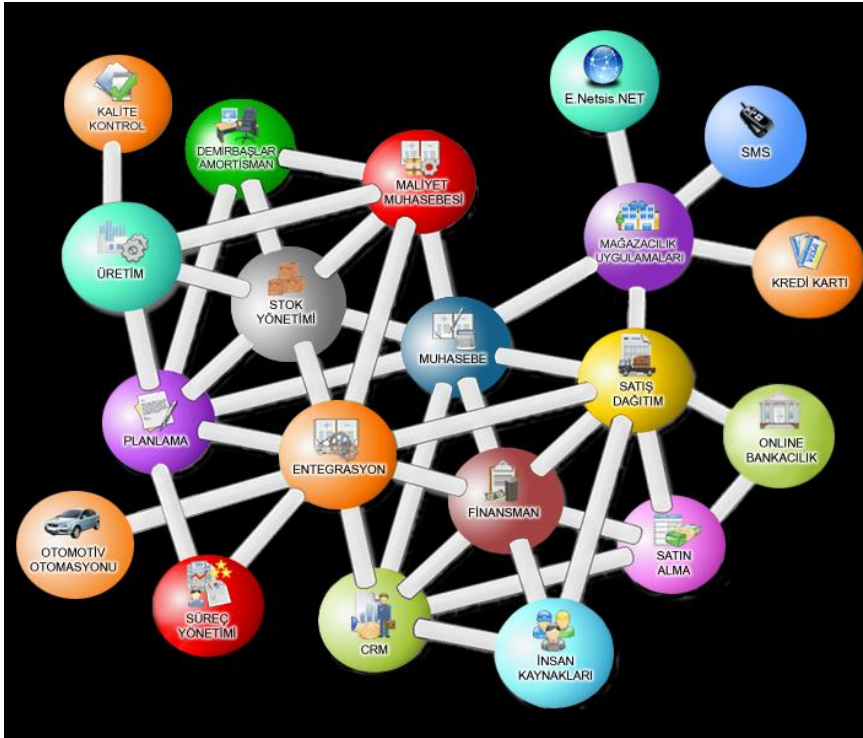 E.Netsis.NET
KALİTE
KONTROL
SMS
DEMİRBAŞLAR
AMORTİSMAN
MALİYET
MUHASEBESİ
MAĞAZACILIK
UYGULAMALARI
ÜRETİM
KREDİ KARTI
STOK
YÖNETİMİ
MUHASEBE
SATIŞ
DAĞITIM
PLANLAMA
ONLINE
BANKACILIK
ENTEGRASYON
FİNANSMAN
OTOMOTİV
OTOMASYONU
SATIN
ALMA
SÜREÇ
YÖNETİMİ
CRM
İNSAN
KAYNAKLARI